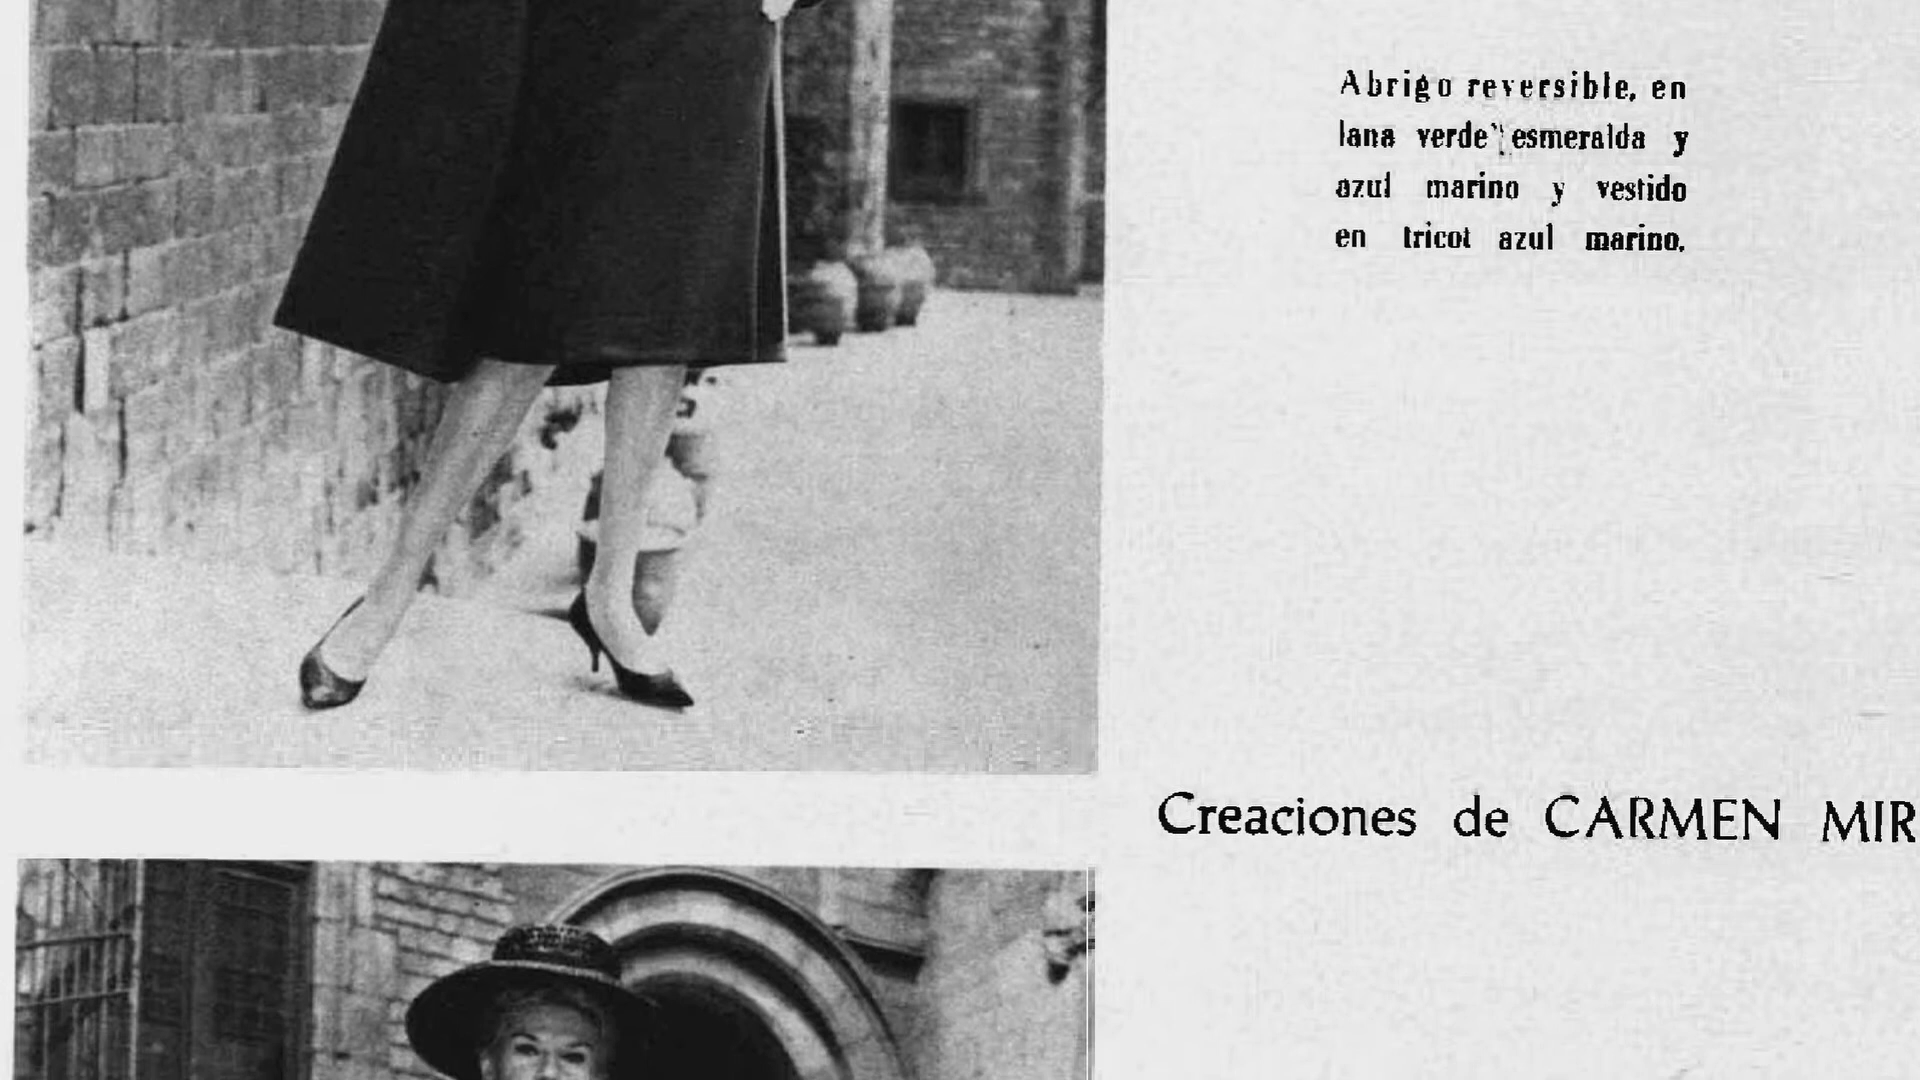 Abrigo reversible, en
lana verde esmeralda y
azul marino y vestido
en tricot azul marino.
Creaciones de CARMEN MIR